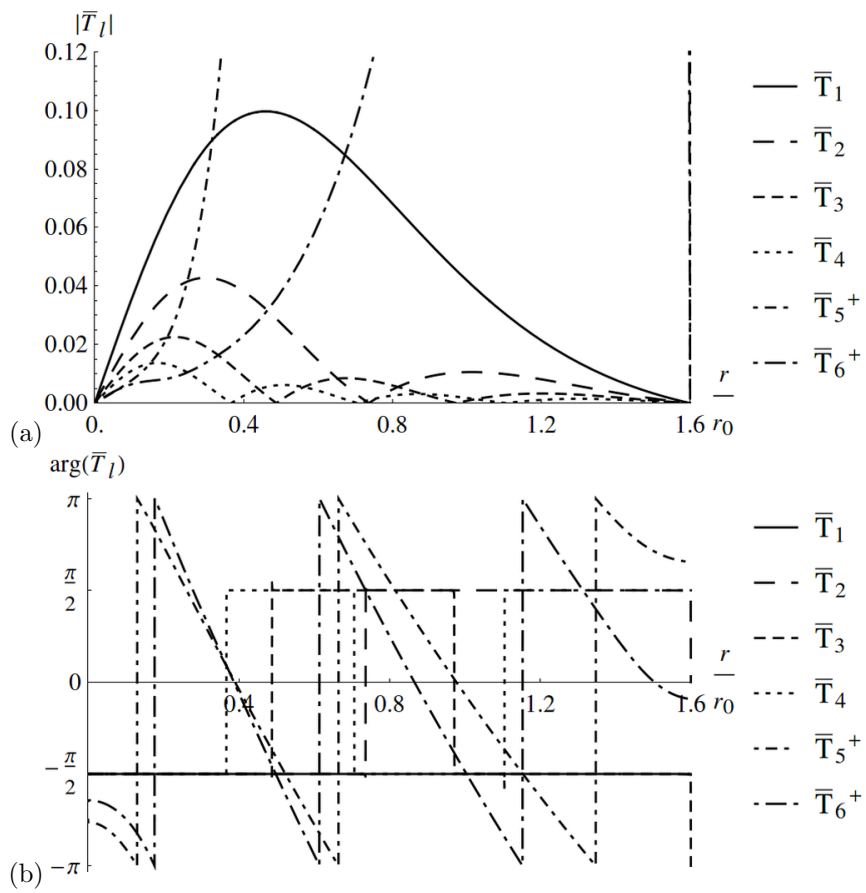 |T̅ₗ|
0.12
0.10
0.08
0.06
0.04
0.02
0.00
0. 0.4 0.8 1.2 1.6
r
r₀
T̅₁
T̅₂
T̅₃
T̅₄
T̅₅⁺
T̅₆⁺
(a)
arg(T̅ₗ)
π
π
2
0
−π
2
−π
0.4 0.8 1.2 1.6
r
r₀
T̅₁
T̅₂
T̅₃
T̅₄
T̅₅⁺
T̅₆⁺
(b)